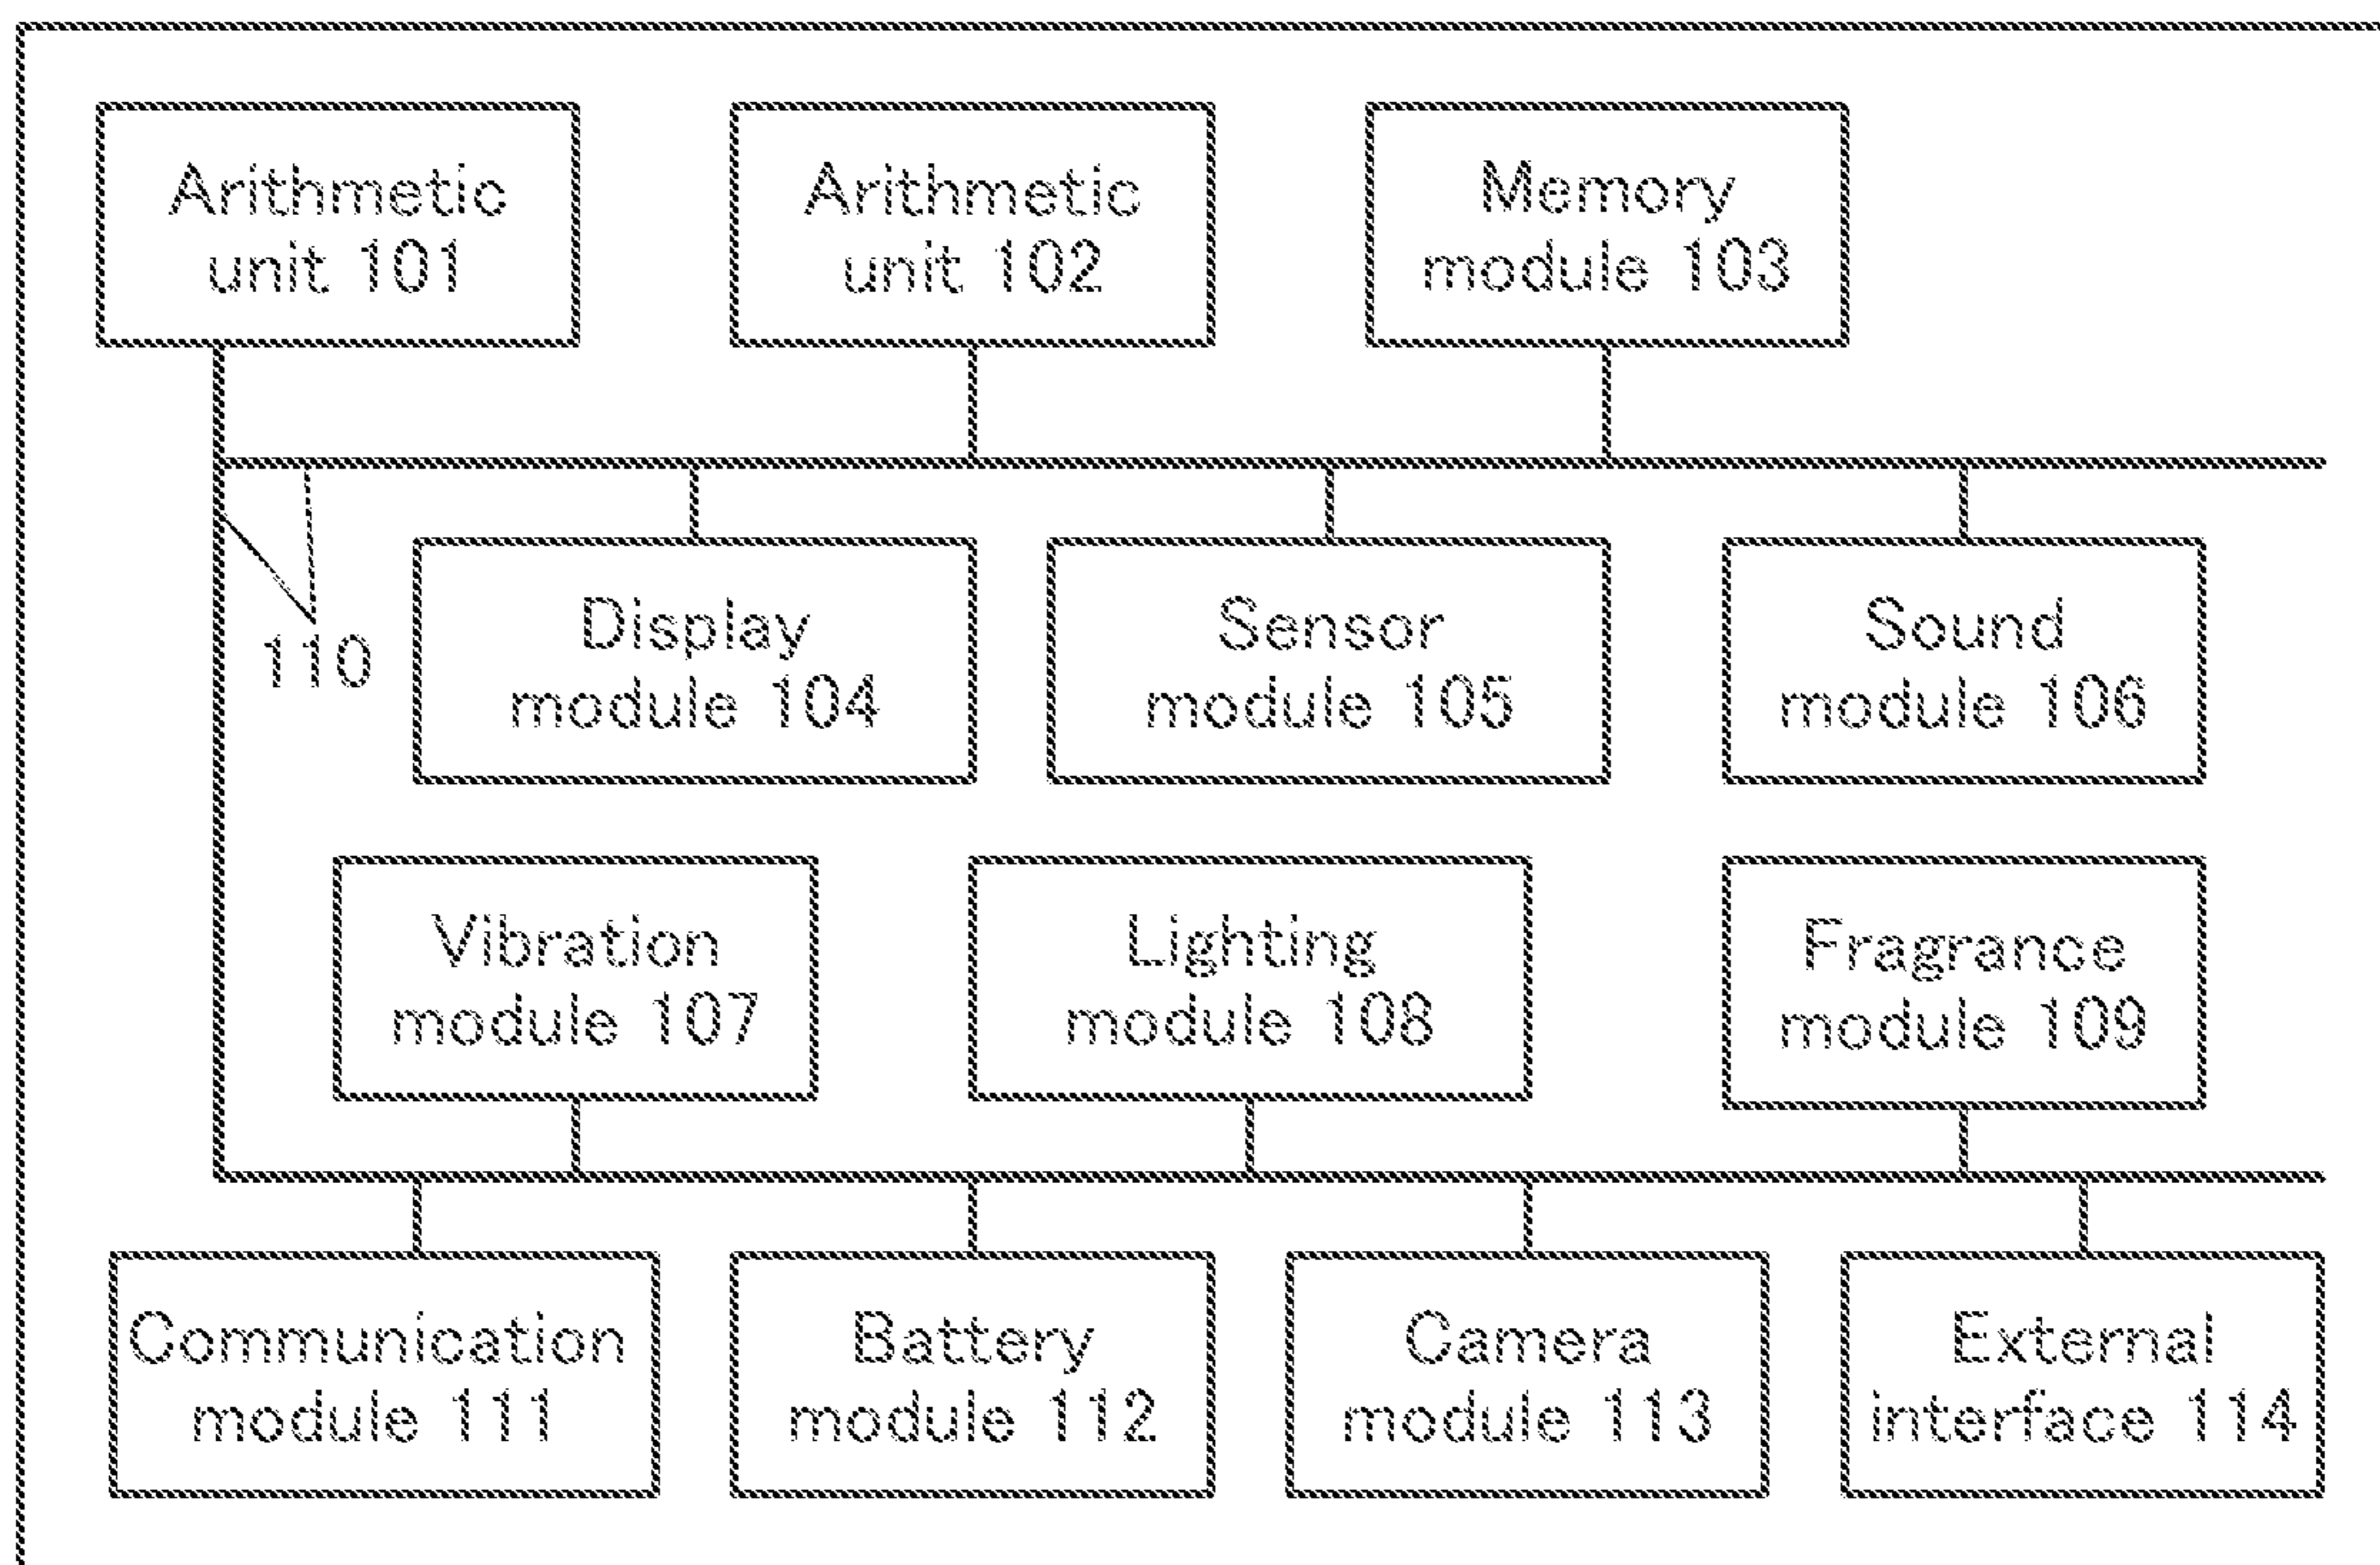 Arithmetic
unit 101
Arithmetic
unit 102
Memory
module 103
110
Display
module 104
Sensor
module 105
Sound
module 106
Vibration
module 107
Lighting
module 108
Fragrance
module 109
Communication
module 111
Battery
module 112
Camera
module 113
External
interface 114